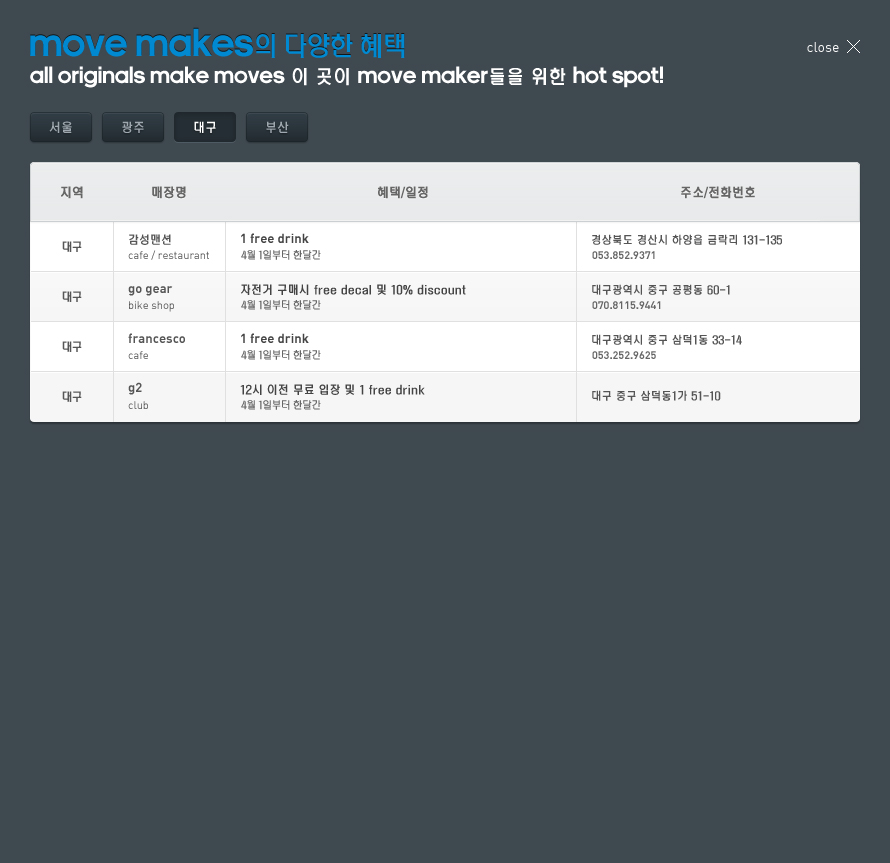 move makes의 다양한 혜택
close
all originals make moves 이 곳이 move maker들을 위한 hot spot!
서울 광주 대구 부산
지역 매장명 혜택/일정 주소/전화번호
대구 감성맨션 1 free drink 경상북도 경산시 하양읍 금락리 131-135
cafe / restaurant 4월 1일부터 한달간 053.852.9371
대구 go gear 자전거 구매시 free decal 및 10% discount 대구광역시 중구 공평동 60-1
bike shop 4월 1일부터 한달간 070.8115.9441
대구 francesco 1 free drink 대구광역시 중구 삼덕1동 33-14
cafe 4월 1일부터 한달간 053.252.9625
대구 g2 12시 이전 무료 입장 및 1 free drink 대구 중구 삼덕동1가 51-10
club 4월 1일부터 한달간